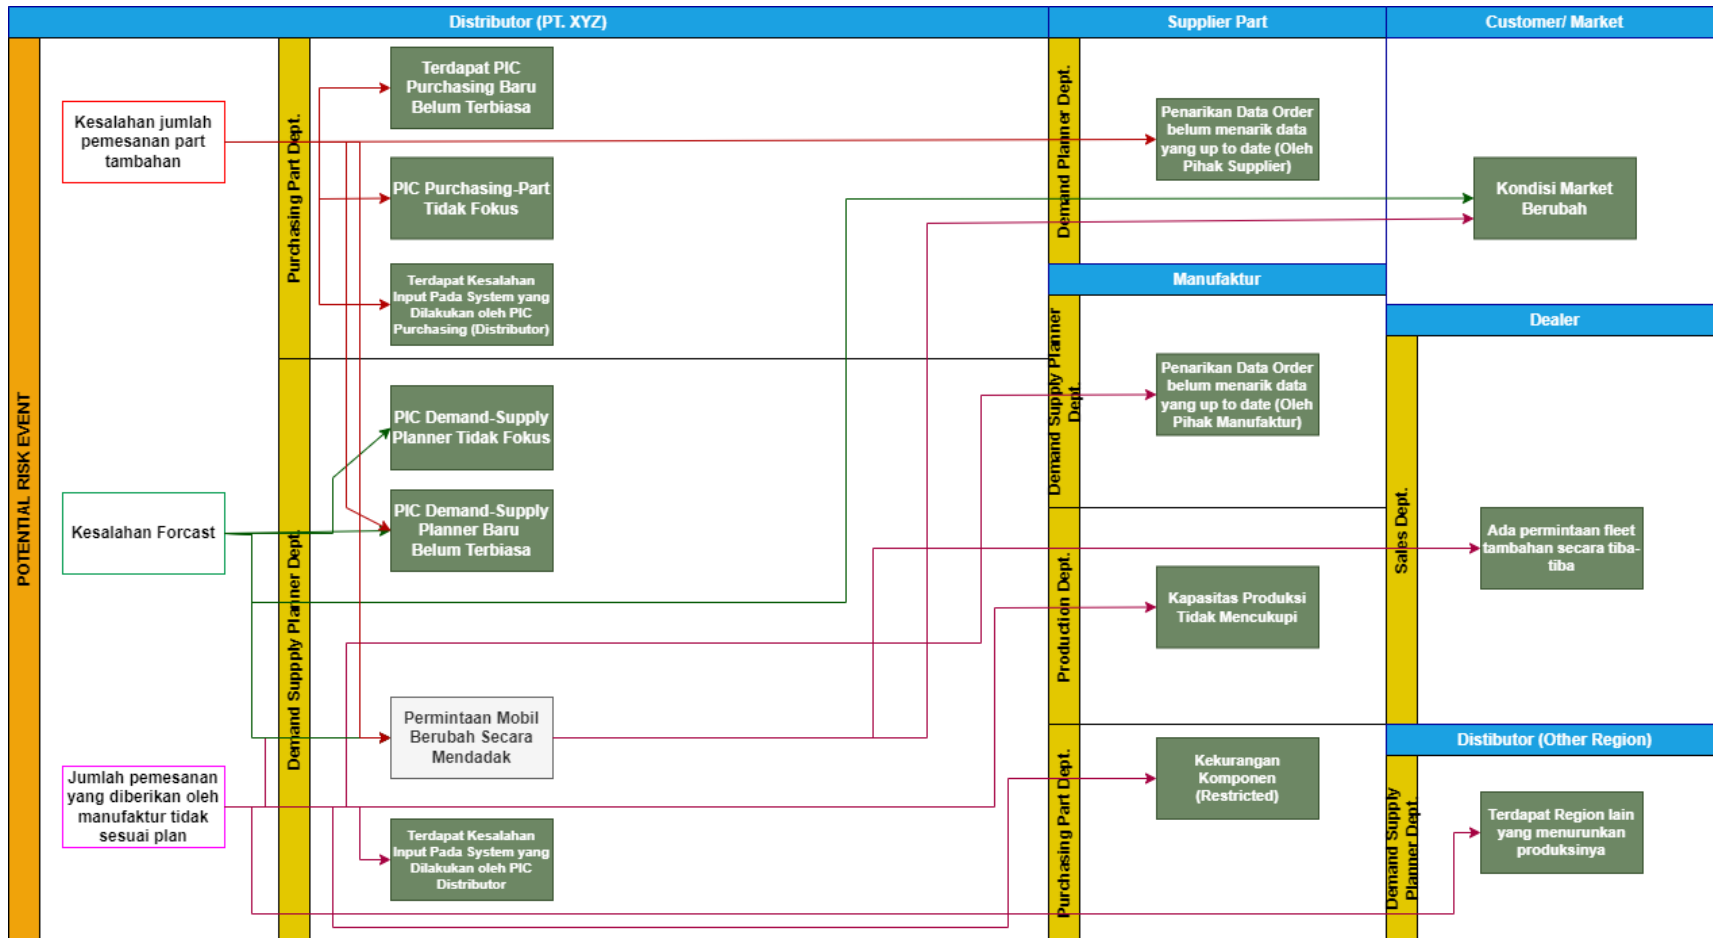 Distributor (PT. XYZ)
Supplier Part
Customer/ Market
POTENTIAL RISK EVENT
Kesalahan jumlah
pemesanan part
tambahan
Kesalahan Forcast
Jumlah pemesanan
yang diberikan oleh
manufaktur tidak
sesuai plan
Purchasing Part Dept.
Terdapat PIC
Purchasing Baru
Belum Terbiasa
PIC Purchasing-Part
Tidak Fokus
Terdapat Kesalahan
Input Pada System yang
Dilakukan oleh PIC
Purchasing (Distributor)
Demand Supply Planner Dept.
PIC Demand-Supply
Planner Tidak Fokus
PIC Demand-Supply
Planner Baru
Belum Terbiasa
Permintaan Mobil
Berubah Secara
Mendadak
Terdapat Kesalahan
Input Pada System yang
Dilakukan oleh PIC
Distributor
Demand Planner Dept.
Penarikan Data Order
belum menarik data
yang up to date (Oleh
Pihak Supplier)
Manufaktur
Demand Supply Planner
Dept.
Penarikan Data Order
belum menarik data
yang up to date (Oleh
Pihak Manufaktur)
Production Dept.
Kapasitas Produksi
Tidak Mencukupi
Purchasing Part Dept.
Kekurangan
Komponen
(Restricted)
Kondisi Market
Berubah
Dealer
Sales Dept.
Ada permintaan fleet
tambahan secara tiba-
tiba
Distibutor (Other Region)
Demand Supply
Planner Dept.
Terdapat Region lain
yang menurunkan
produksinya